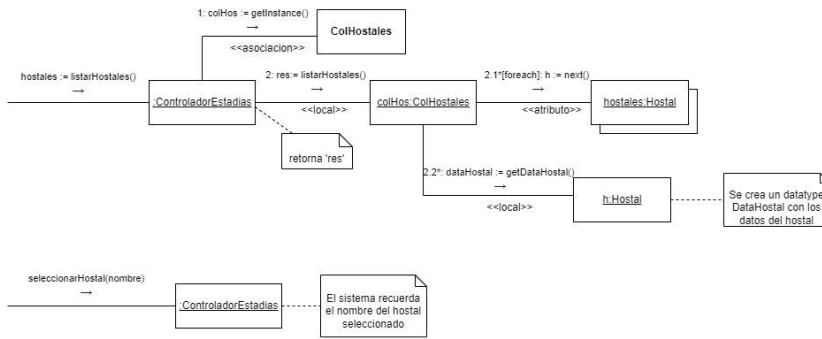 1: colHos := getInstance()
→
ColHostales
<<asociacion>>
hostales := listarHostales()
→
:ControladorEstadias
2: res:= listarHostales()
→
<<local>>
colHos:ColHostales
2.1*[foreach]: h := next()
→
<<atributo>>
hostales:Hostal
retorna 'res'
2.2*: dataHostal := getDataHostal()
→
<<local>>
h:Hostal
Se crea un datatype
DataHostal con los
datos del hostal
seleccionarHostal(nombre)
→
:ControladorEstadias
El sistema recuerda
el nombre del hostal
seleccionado